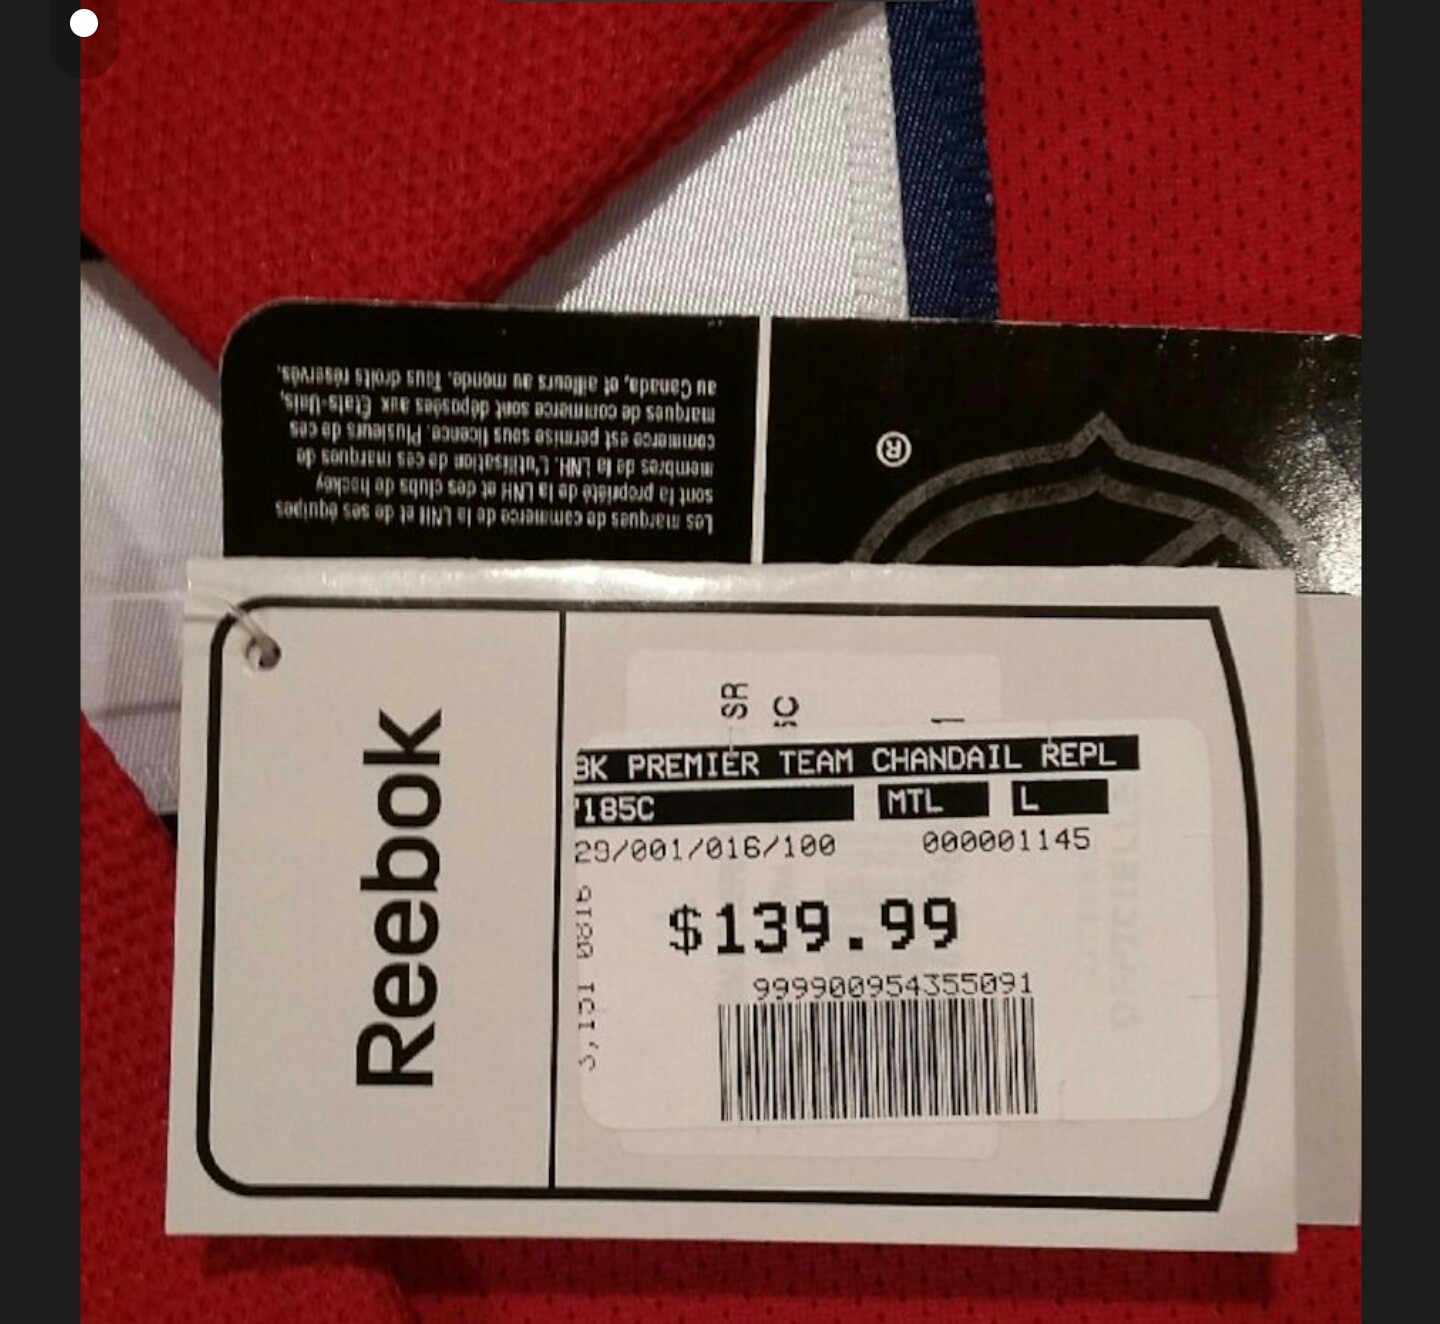 Les marques de commerce de la LNH et de ses équipes
sont la propriété de la LNH et des clubs de hockey
membres de la LNH. L'utilisation de ces marques de
commerce est permise sous licence. Plusieurs de ces
marques de commerce sont déposées aux États-Unis,
au Canada, et ailleurs au monde. Tous droits réservés.
®
Reebok
SR
BK PREMIER TEAM CHANDAIL REPL
185C MTL L
29/001/016/100 000001145
$139.99
999900954355091